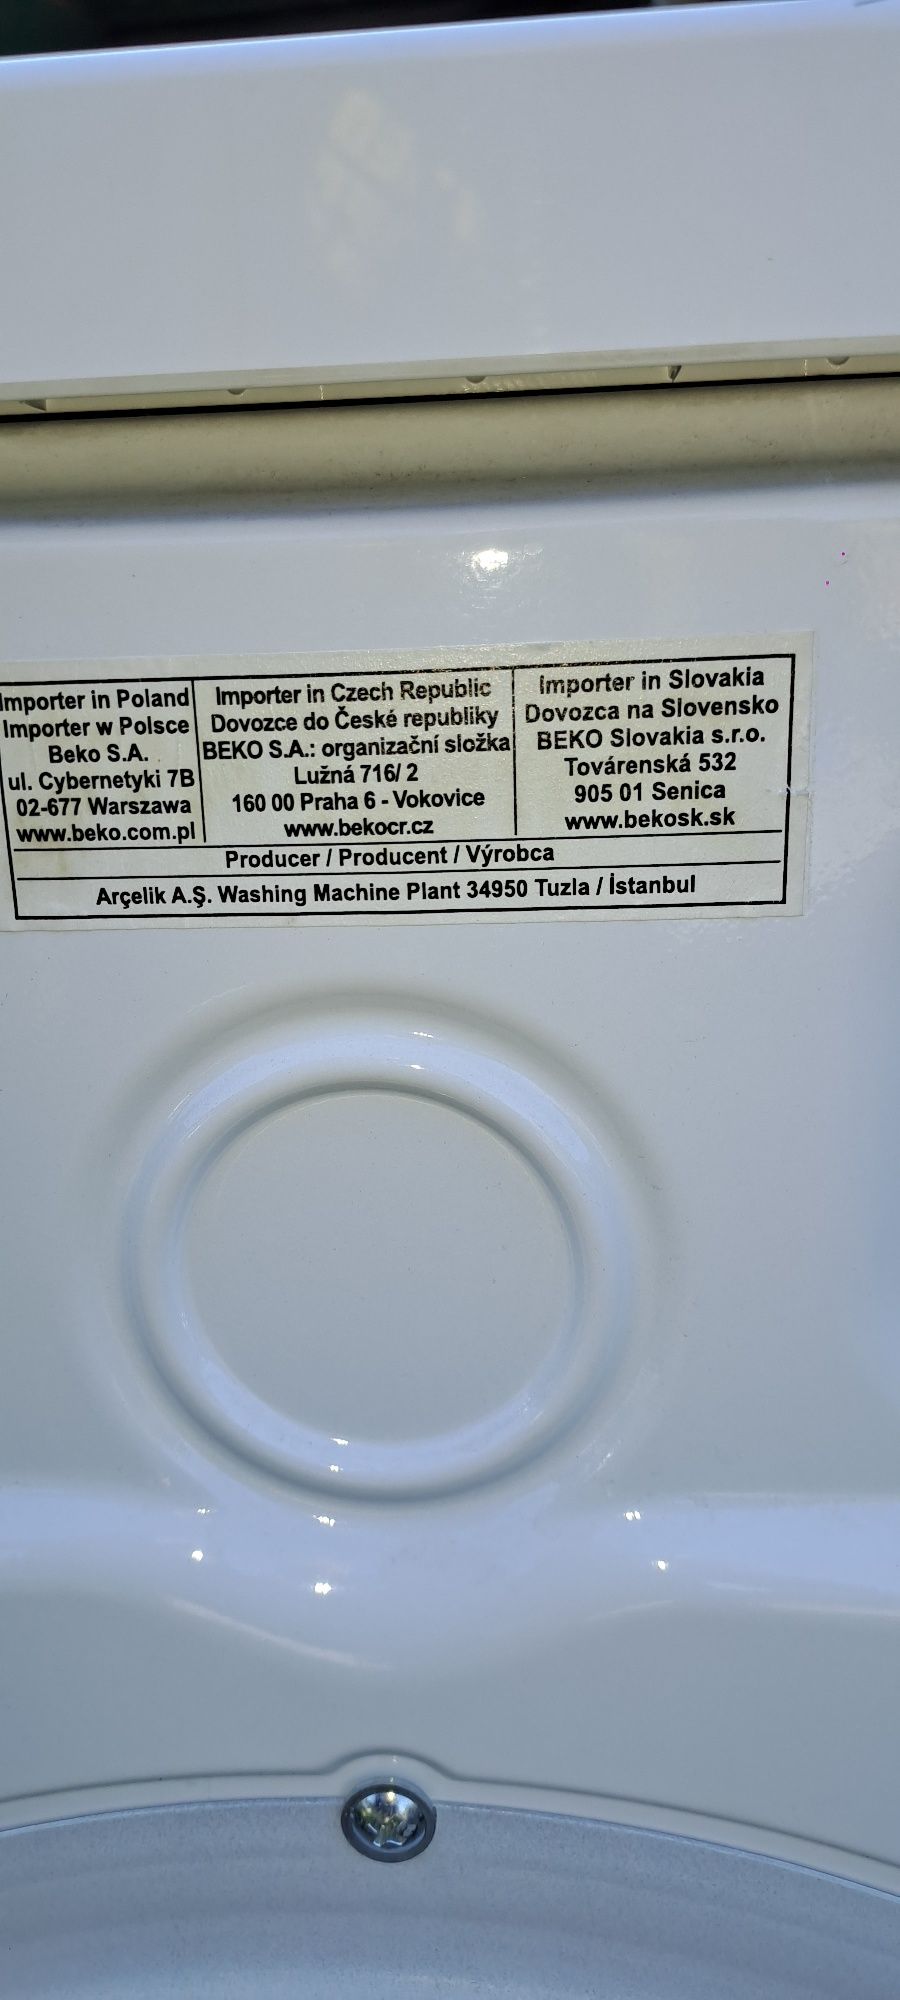 Importer in Poland
Importer w Polsce
Beko S.A.
ul. Cybernetyki 7B
02-677 Warszawa
www.beko.com.pl
Importer in Czech Republic
Dovozce do České republiky
BEKO S.A.: organizační složka
Lužná 716/ 2
160 00 Praha 6 - Vokovice
www.bekocr.cz
Importer in Slovakia
Dovozca na Slovensko
BEKO Slovakia s.r.o.
Továrenská 532
905 01 Senica
www.bekosk.sk
Producer / Producent / Výrobca
Arçelik A.Ş. Washing Machine Plant 34950 Tuzla / İstanbul